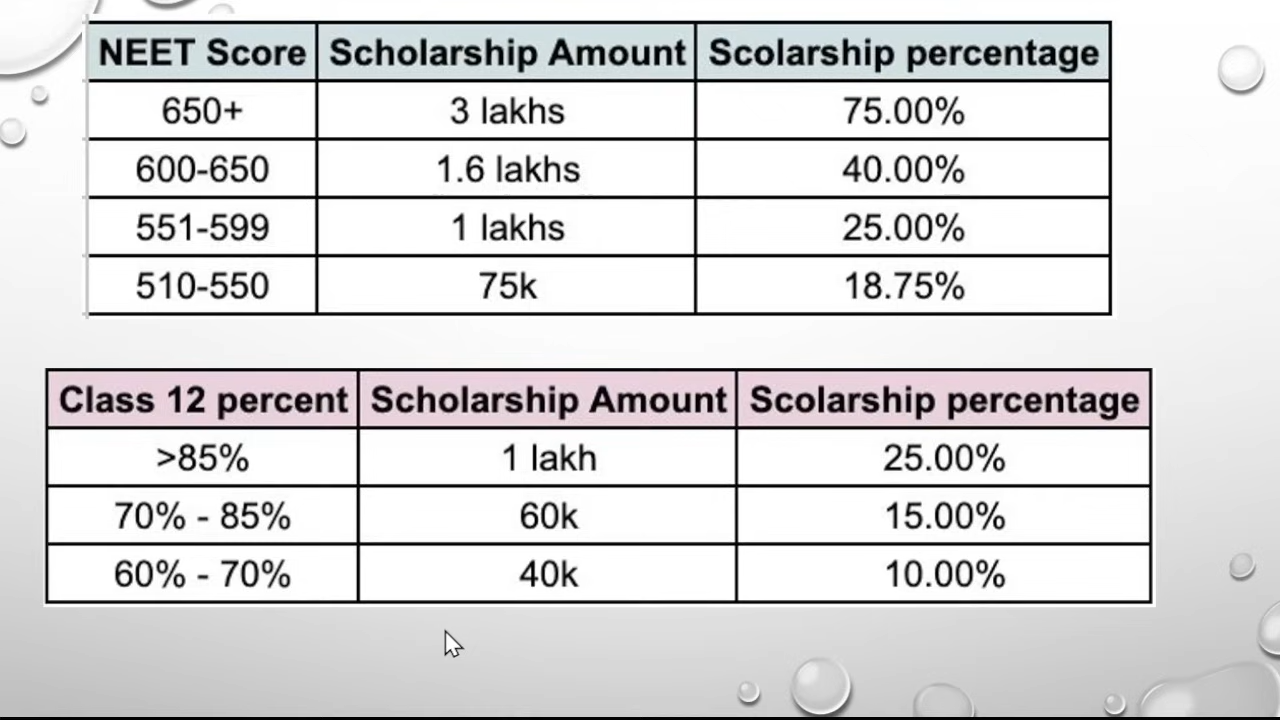 NEET Score Scholarship Amount Scolarship percentage
650+ 3 lakhs 75.00%
600-650 1.6 lakhs 40.00%
551-599 1 lakhs 25.00%
510-550 75k 18.75%
Class 12 percent Scholarship Amount Scolarship percentage
>85% 1 lakh 25.00%
70% - 85% 60k 15.00%
60% - 70% 40k 10.00%